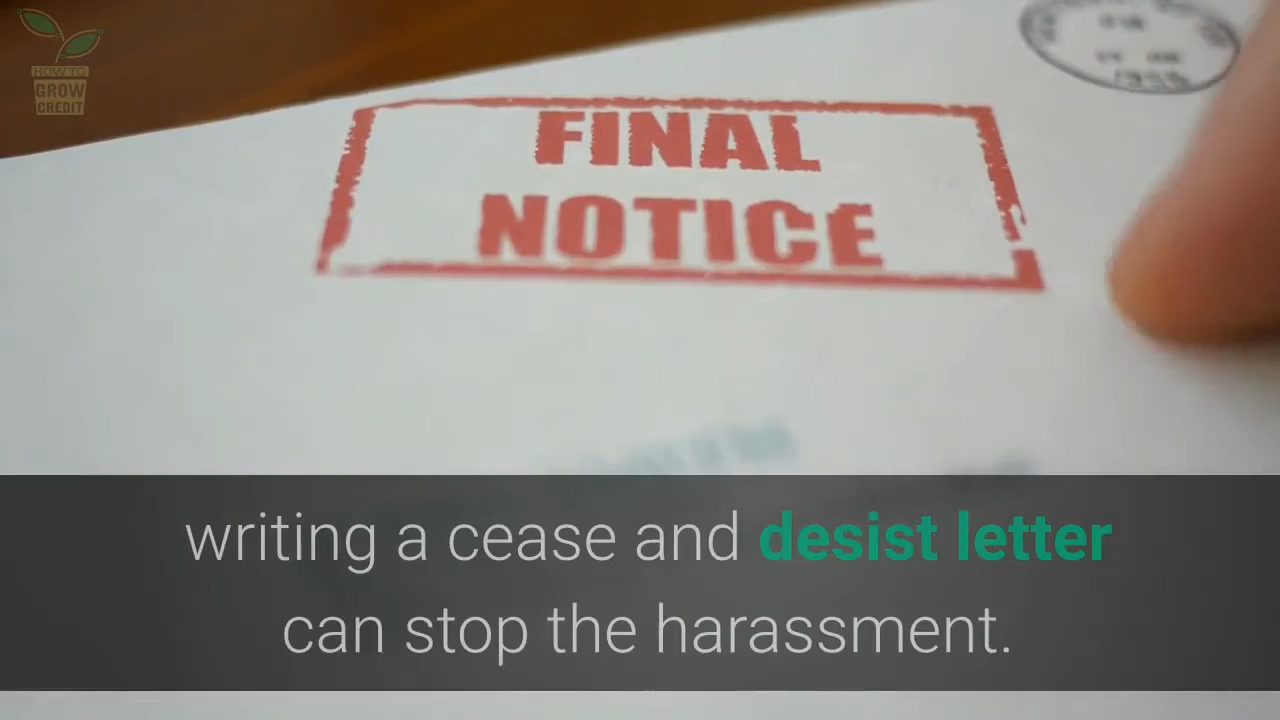 HOW TO
GROW
CREDIT
FINAL
NOTICE
writing a cease and desist letter
can stop the harassment.